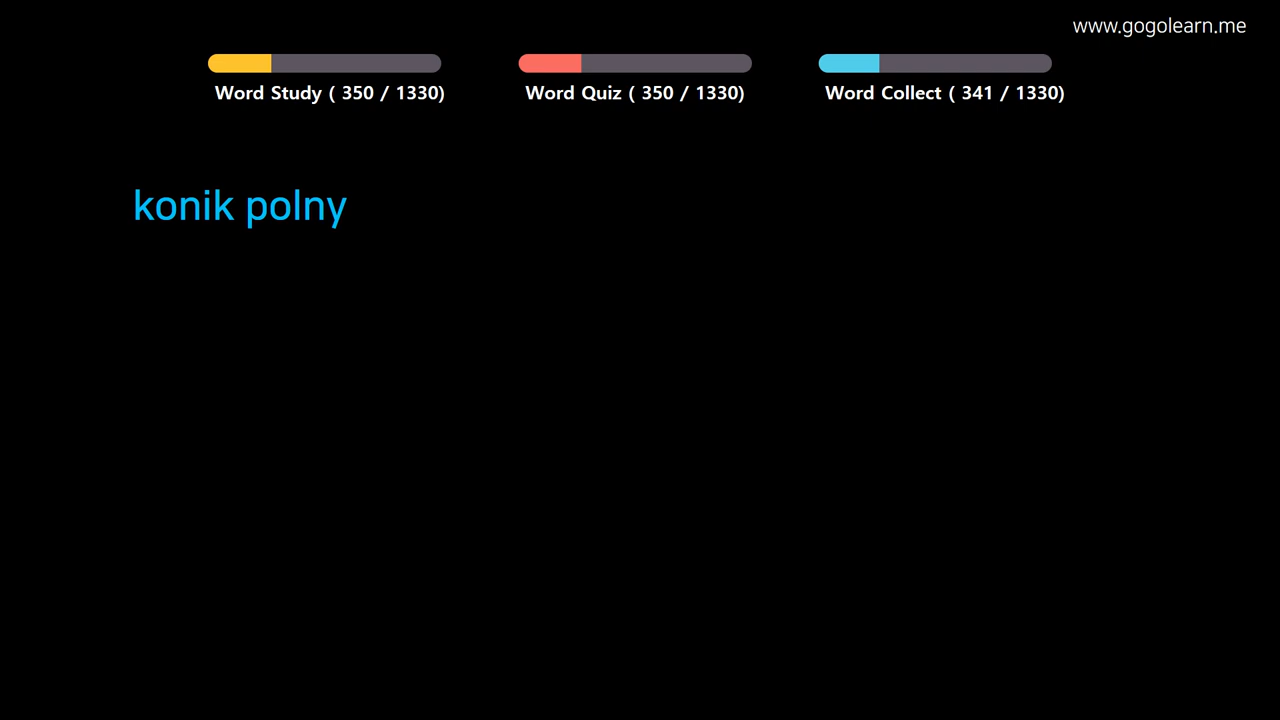 www.gogolearn.me
Word Study ( 350 / 1330)
Word Quiz ( 350 / 1330)
Word Collect ( 341 / 1330)
konik polny